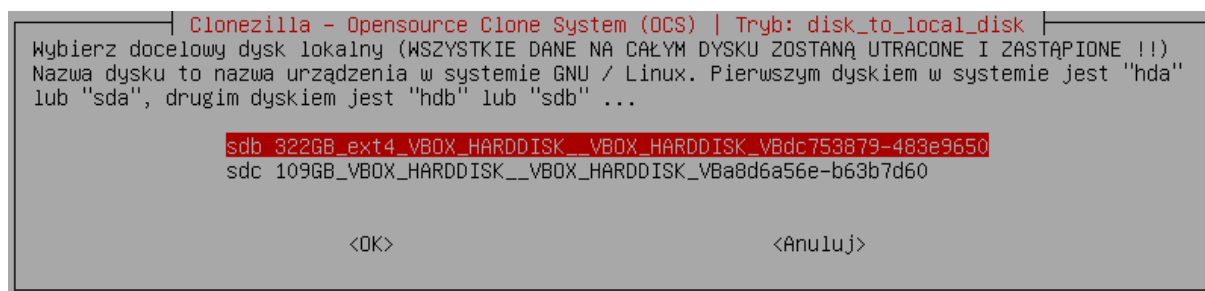 Clonezilla - Opensource Clone System (OCS) | Tryb: disk_to_local_disk
Wybierz docelowy dysk lokalny (WSZYSTKIE DANE NA CAŁYM DYSKU ZOSTANĄ UTRACONE I ZASTĄPIONE !!)
Nazwa dysku to nazwa urządzenia w systemie GNU / Linux. Pierwszym dyskiem w systemie jest "hda"
lub "sda", drugim dyskiem jest "hdb" lub "sdb" ...
sdb 322GB_ext4_VBOX_HARDDISK__VBOX_HARDDISK_VBdc753879-483e9650
sdc 109GB_VBOX_HARDDISK__VBOX_HARDDISK_VBa8d6a56e-b63b7d60
<OK> <Anuluj>